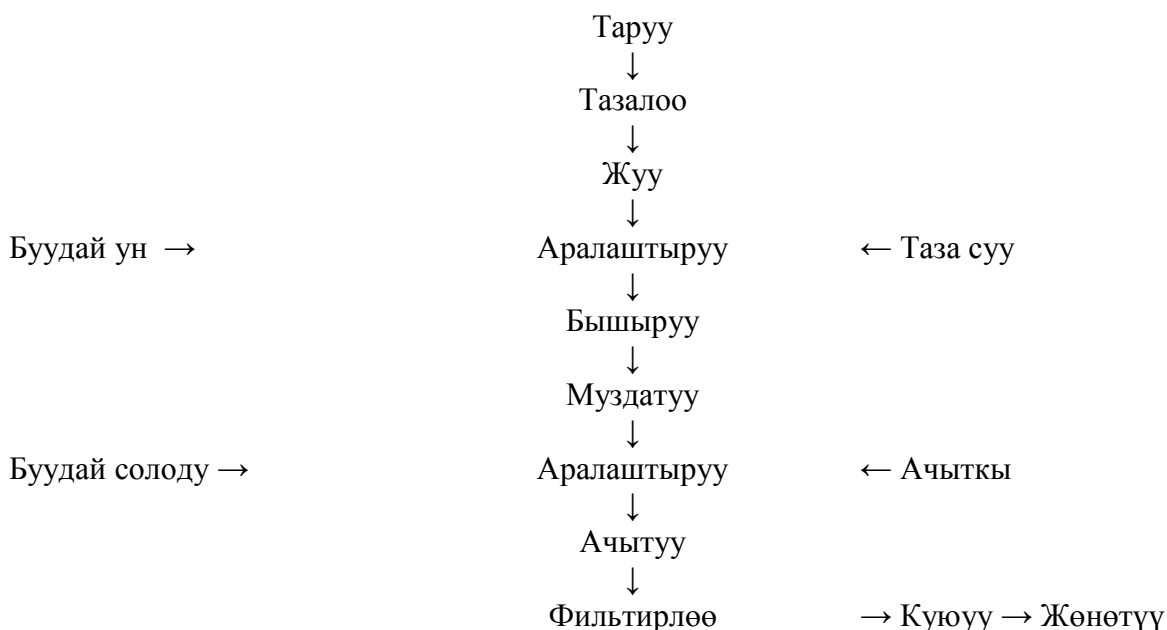 Таруу
↓
Тазалоо
↓
Жуу
↓
Буудай ун → Аралаштыруу ← Таза суу
↓
Бышыруу
↓
Муздатуу
↓
Буудай солоду → Аралаштыруу ← Ачыткы
↓
Ачытуу
↓
Фильтирлөө → Куюуу → Жөнөтүү